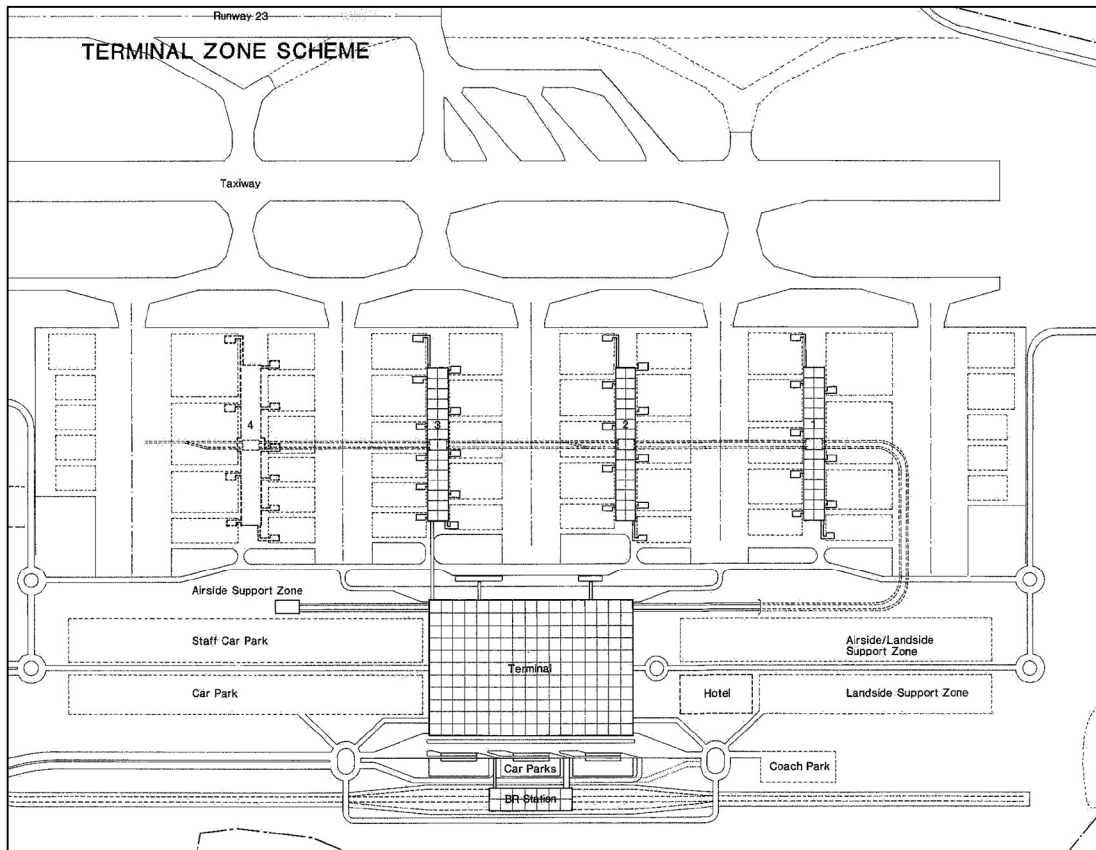 Runway 23
TERMINAL ZONE SCHEME
Taxiway
4
3
2
1
Airside Support Zone
Staff Car Park
Terminal
Airside/Landside
Support Zone
Car Park
Hotel
Landside Support Zone
Car Parks
Coach Park
BR Station